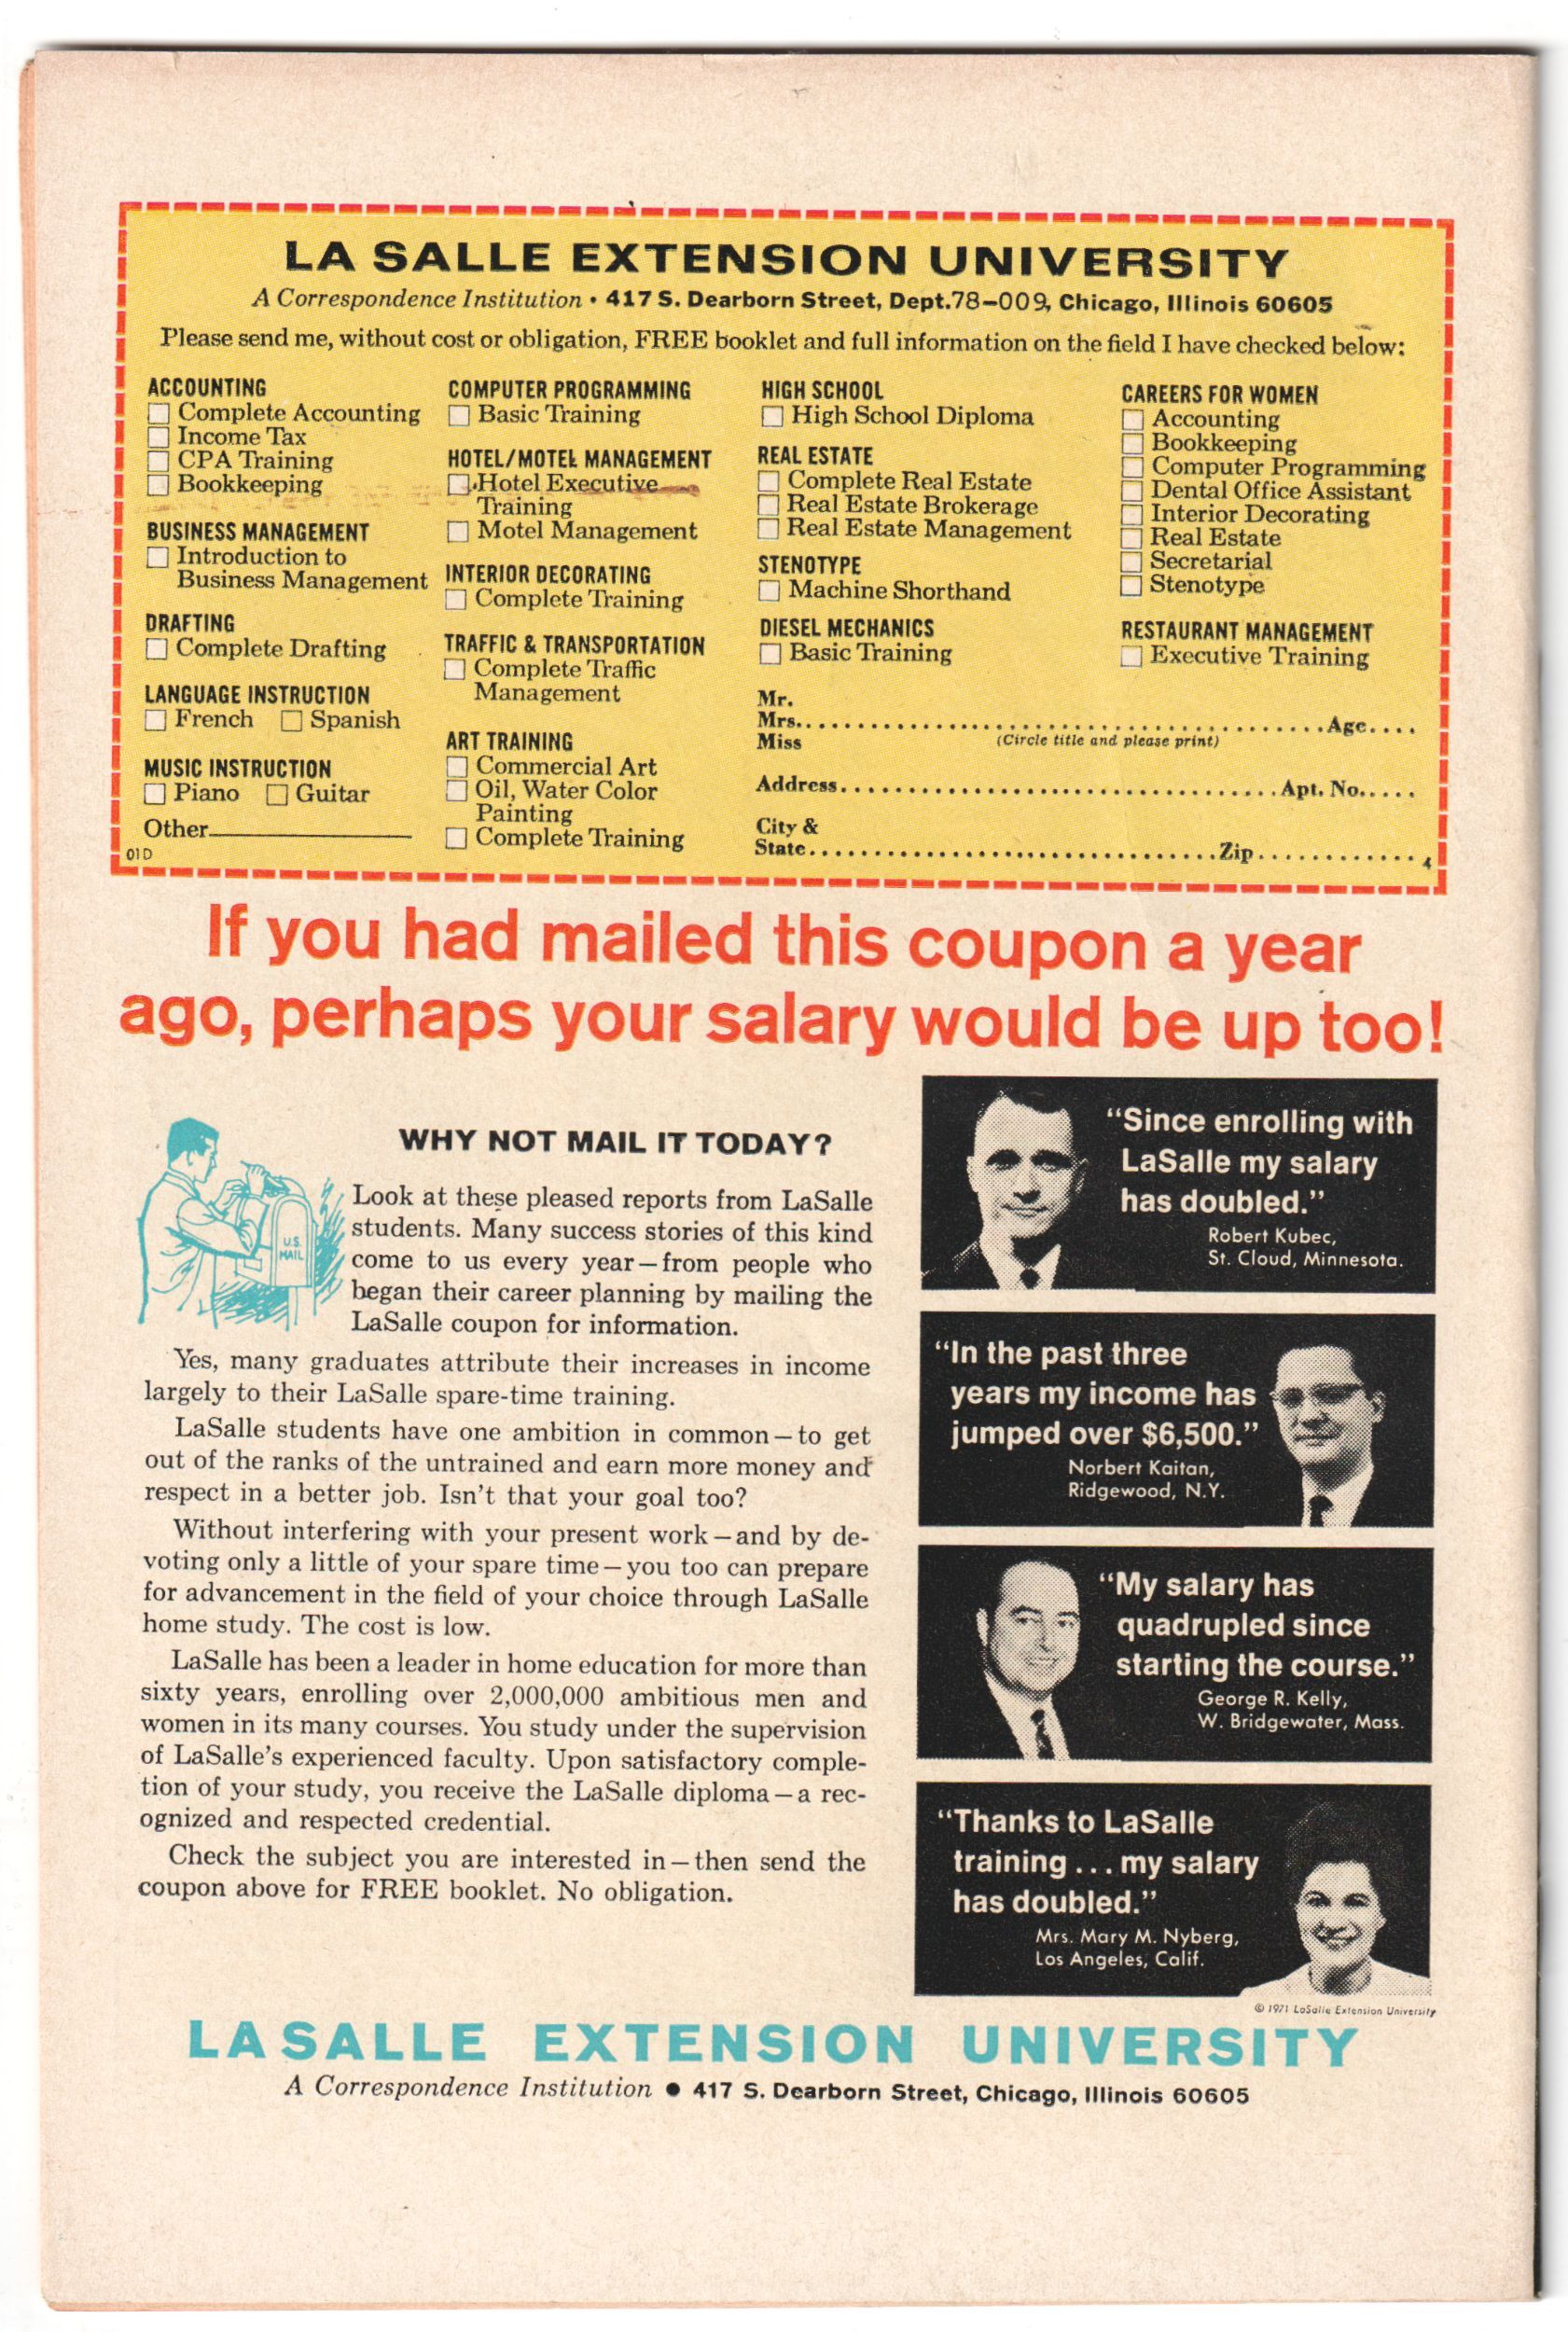 LA SALLE EXTENSION UNIVERSITY
A Correspondence Institution • 417 S. Dearborn Street, Dept.78-009, Chicago, Illinois 60605
Please send me, without cost or obligation, FREE booklet and full information on the field I have checked below:
ACCOUNTING
Complete Accounting
Income Tax
CPA Training
Bookkeeping
BUSINESS MANAGEMENT
Introduction to
Business Management
DRAFTING
Complete Drafting
LANGUAGE INSTRUCTION
French Spanish
MUSIC INSTRUCTION
Piano Guitar
Other
01D
COMPUTER PROGRAMMING
Basic Training
HOTEL/MOTEL MANAGEMENT
Hotel Executive
Training
Motel Management
INTERIOR DECORATING
Complete Training
TRAFFIC & TRANSPORTATION
Complete Traffic
Management
ART TRAINING
Commercial Art
Oil, Water Color
Painting
Complete Training
HIGH SCHOOL
High School Diploma
REAL ESTATE
Complete Real Estate
Real Estate Brokerage
Real Estate Management
STENOTYPE
Machine Shorthand
DIESEL MECHANICS
Basic Training
CAREERS FOR WOMEN
Accounting
Bookkeeping
Computer Programming
Dental Office Assistant
Interior Decorating
Real Estate
Secretarial
Stenotype
RESTAURANT MANAGEMENT
Executive Training
Mr.
Mrs. Age
Miss (Circle title and please print)
Address Apt. No.
City &
State Zip 4
If you had mailed this coupon a year
ago, perhaps your salary would be up too!
WHY NOT MAIL IT TODAY?
U.S.
MAIL
Look at these pleased reports from LaSalle
students. Many success stories of this kind
come to us every year—from people who
began their career planning by mailing the
LaSalle coupon for information.
Yes, many graduates attribute their increases in income
largely to their LaSalle spare-time training.
LaSalle students have one ambition in common—to get
out of the ranks of the untrained and earn more money and
respect in a better job. Isn't that your goal too?
Without interfering with your present work—and by de-
voting only a little of your spare time—you too can prepare
for advancement in the field of your choice through LaSalle
home study. The cost is low.
LaSalle has been a leader in home education for more than
sixty years, enrolling over 2,000,000 ambitious men and
women in its many courses. You study under the supervision
of LaSalle's experienced faculty. Upon satisfactory comple-
tion of your study, you receive the LaSalle diploma—a rec-
ognized and respected credential.
Check the subject you are interested in—then send the
coupon above for FREE booklet. No obligation.
"Since enrolling with
LaSalle my salary
has doubled."
Robert Kubec,
St. Cloud, Minnesota.
"In the past three
years my income has
jumped over $6,500."
Norbert Kaitan,
Ridgewood, N.Y.
"My salary has
quadrupled since
starting the course."
George R. Kelly,
W. Bridgewater, Mass.
"Thanks to LaSalle
training...my salary
has doubled."
Mrs. Mary M. Nyberg,
Los Angeles, Calif.
© 1971 LaSalle Extension University
LASALLE EXTENSION UNIVERSITY
A Correspondence Institution • 417 S. Dearborn Street, Chicago, Illinois 60605